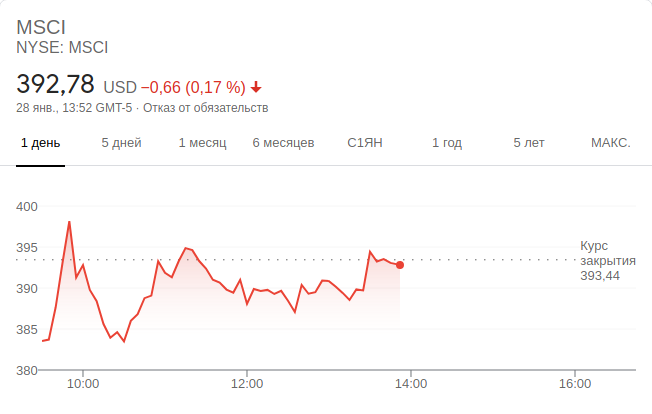 MSCI
NYSE: MSCI
392,78 USD −0,66 (0,17 %)
28 янв., 13:52 GMT-5 · Отказ от обязательств
1 день 5 дней 1 месяц 6 месяцев С1ЯН 1 год 5 лет МАКС.
400
395
390
385
380
Курс
закрытия
393,44
10:00 12:00 14:00 16:00